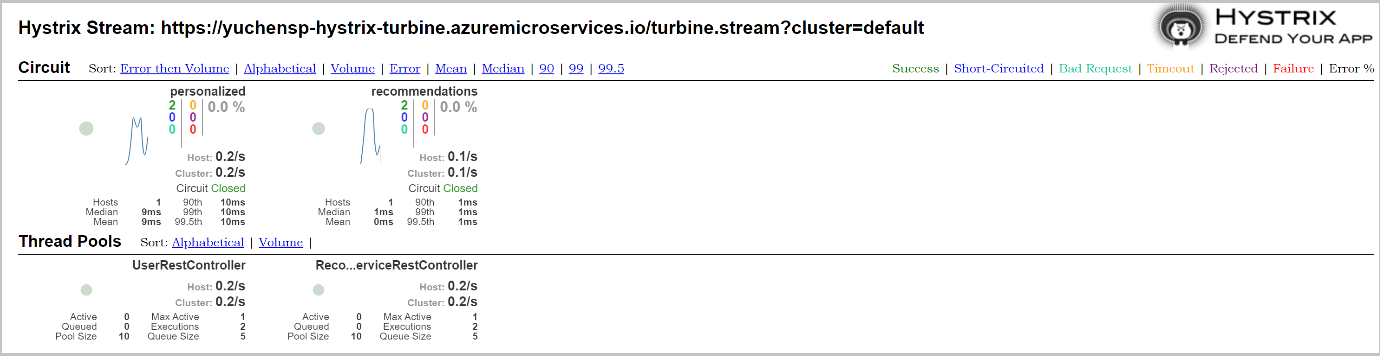 Hystrix Stream: https://yuchensp-hystrix-turbine.azuremicroservices.io/turbine.stream?cluster=default
HYSTRIX
DEFEND YOUR APP
Circuit Sort: Error then Volume | Alphabetical | Volume | Error | Mean | Median | 90 | 99 | 99.5
Success | Short-Circuited | Bad Request | Timeout | Rejected | Failure | Error %
personalized
2 0 0.0 %
0 0
0 0
Host: 0.2/s
Cluster: 0.2/s
Circuit Closed
Hosts 1 90th 10ms
Median 9ms 99th 10ms
Mean 9ms 99.5th 10ms
recommendations
2 0 0.0 %
0 0
0 0
Host: 0.1/s
Cluster: 0.1/s
Circuit Closed
Hosts 1 90th 1ms
Median 1ms 99th 1ms
Mean 0ms 99.5th 1ms
Thread Pools Sort: Alphabetical | Volume |
UserRestController
Host: 0.2/s
Cluster: 0.2/s
Active 0 Max Active 1
Queued 0 Executions 2
Pool Size 10 Queue Size 5
Reco...erviceRestController
Host: 0.2/s
Cluster: 0.2/s
Active 0 Max Active 1
Queued 0 Executions 2
Pool Size 10 Queue Size 5